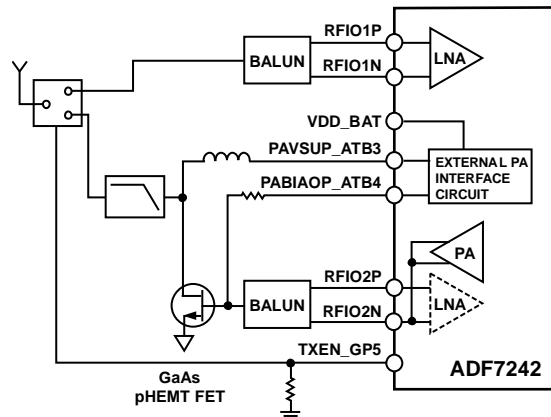 RFIO1P
BALUN
RFIO1N
LNA
VDD_BAT
PAVSUP_ATB3
EXTERNAL PA
INTERFACE
CIRCUIT
PABIAOP_ATB4
PA
RFIO2P
BALUN
LNA
RFIO2N
TXEN_GP5
ADF7242
GaAs
pHEMT FET